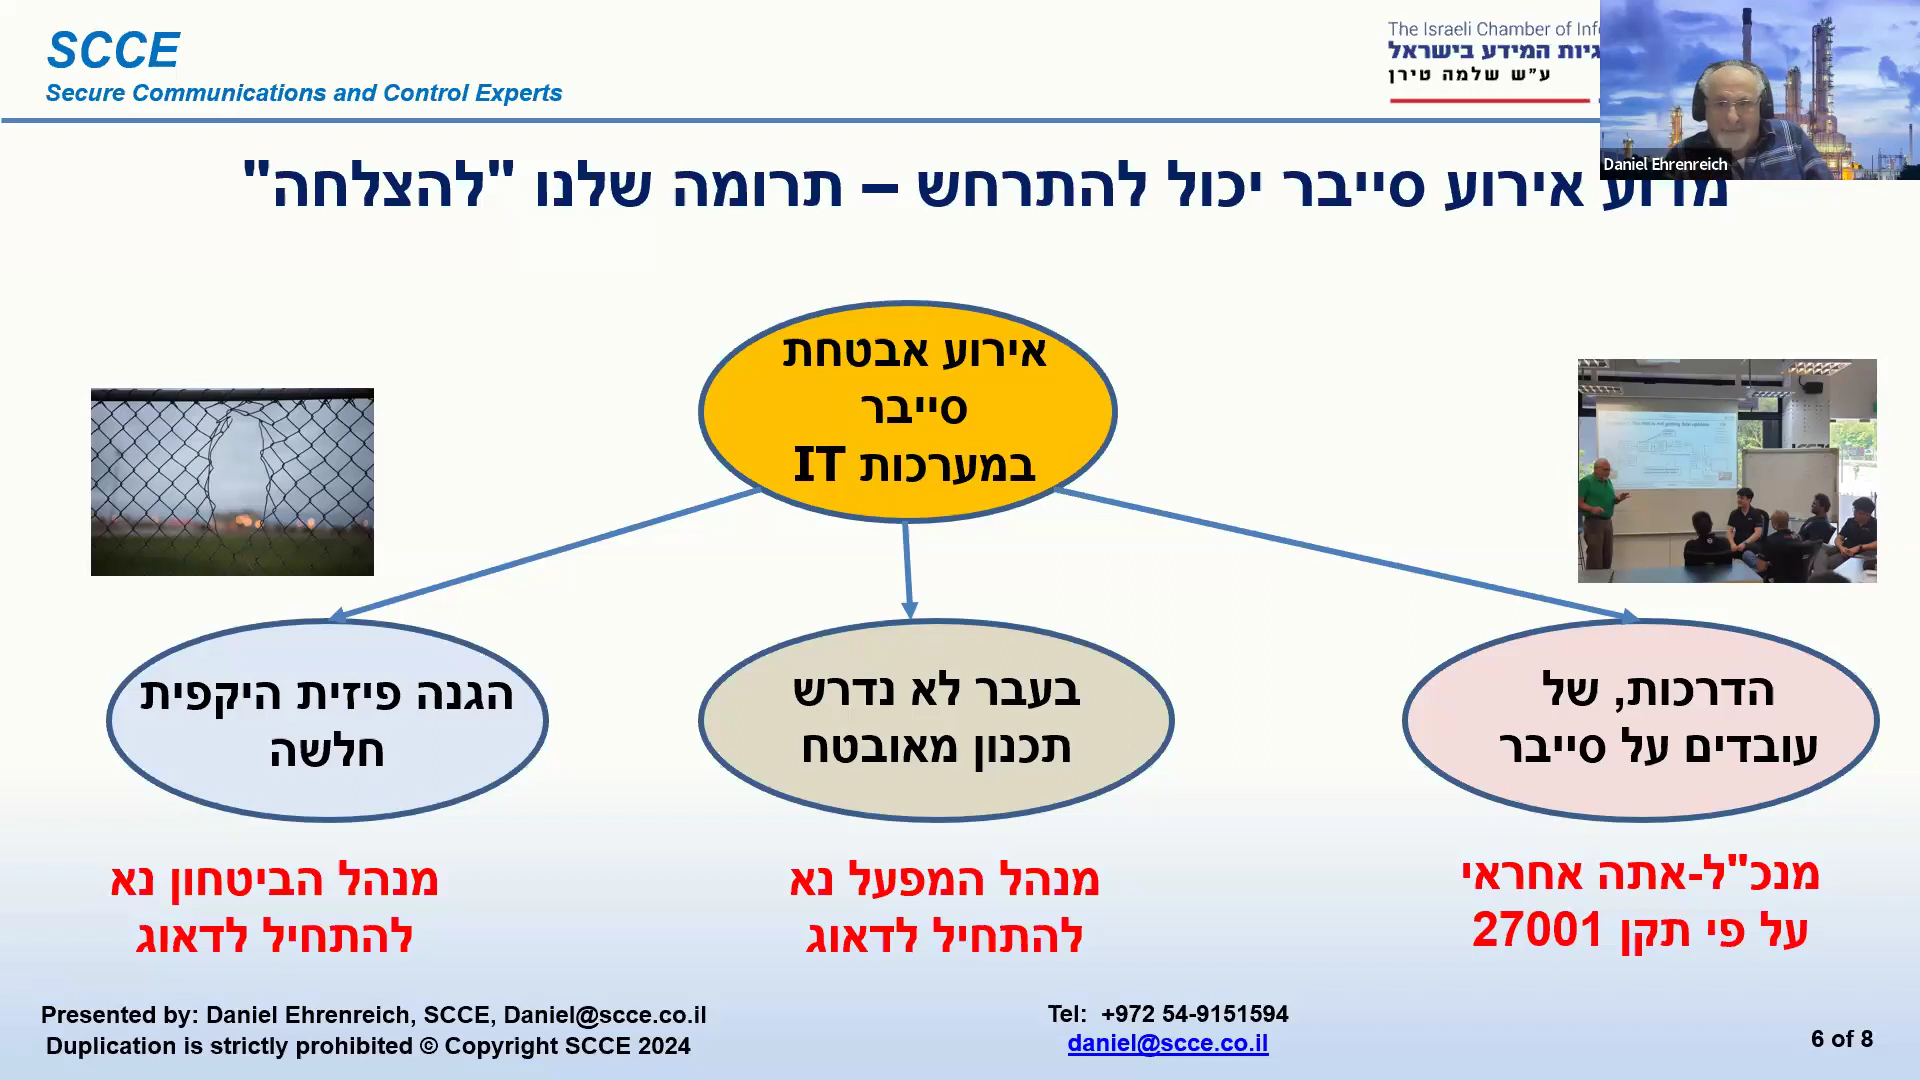 SCCE
Secure Communications and Control Experts
The Israeli Chamber of
גיות המידע בישראל
ע"ש שלמה טירן
Daniel Ehrenreich
מדוע אירוע סייבר יכול להתרחש – תרומה שלנו "להצלחה"
אירוע אבטחת
סייבר
במערכות IT
הדרכות, של
עובדים על סייבר
בעבר לא נדרש
תכנון מאובטח
הגנה פיזית היקפית
חלשה
מנכ"ל-אתה אחראי
על פי תקן 27001
מנהל המפעל נא
להתחיל לדאוג
מנהל הביטחון נא
להתחיל לדאוג
Presented by: Daniel Ehrenreich, SCCE, Daniel@scce.co.il
Duplication is strictly prohibited © Copyright SCCE 2024
Tel: +972 54-9151594
daniel@scce.co.il
6 of 8